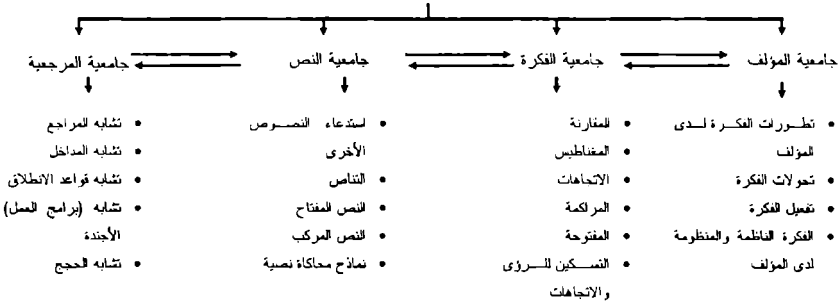 جامعية المؤلف
جامعية الفكرة
جامعية النص
جامعية المرجعية
• تطورات الفكرة لدى
المؤلف
• تحولات الفكرة
• تفعيل الفكرة
• الفكرة الناظمة والمنظومة
لدى المؤلف
• المقارنة
• المغناطيس
• الاتجاهات
• المراكمة
• المفتوحة
• التسكين للرؤى
والاتجاهات
• استدعاء النصوص
الأخرى
• التناص
• النص المفتاح
• النص المركب
• نماذج محاكاة نصية
• تشابه المراجع
• تشابه المداخل
• تشابه قواعد الانطلاق
• تشابه (برامج العمل)
الأجندة
• تشابه الحجج